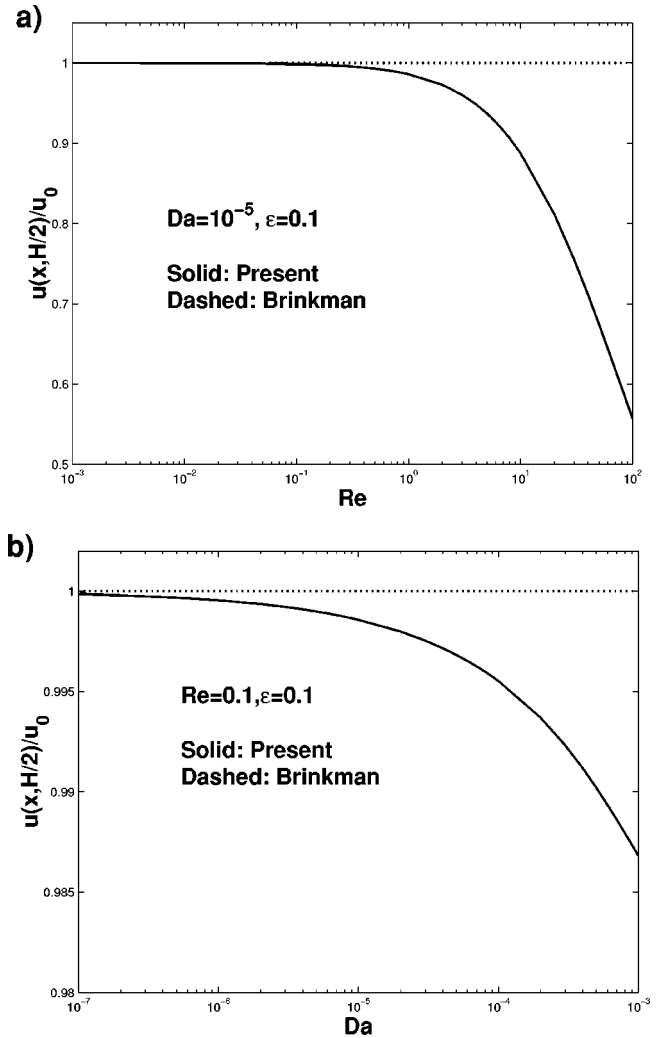 a)
1
0.9
0.8
0.7
0.6
0.5
u(x,H/2)/u₀
Da=10⁻⁵, ε=0.1
Solid: Present
Dashed: Brinkman
10⁻³ 10⁻² 10⁻¹ 10⁰ 10¹ 10²
Re
b)
1
0.995
0.99
0.985
0.98
u(x,H/2)/u₀
Re=0.1,ε=0.1
Solid: Present
Dashed: Brinkman
10⁻⁷ 10⁻⁶ 10⁻⁵ 10⁻⁴ 10⁻³
Da